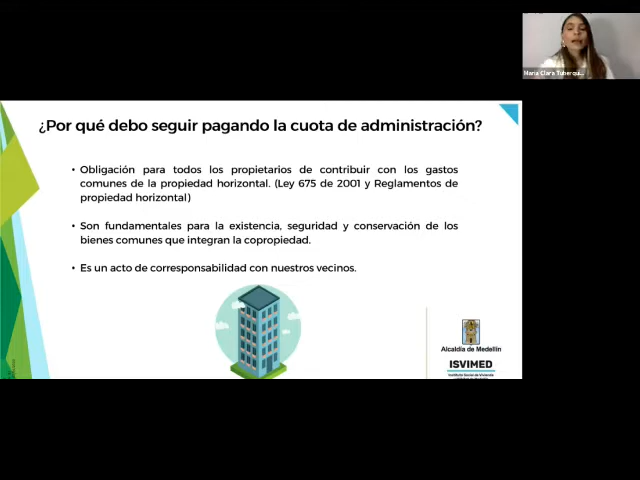 Maria Clara Tuberqui...
¿Por qué debo seguir pagando la cuota de administración?
• Obligación para todos los propietarios de contribuir con los gastos
comunes de la propiedad horizontal. (Ley 675 de 2001 y Reglamentos de
propiedad horizontal)
• Son fundamentales para la existencia, seguridad y conservación de los
bienes comunes que integran la copropiedad.
• Es un acto de corresponsabilidad con nuestros vecinos.
Alcaldía de Medellín
ISVIMED
Instituto Social de Vivienda